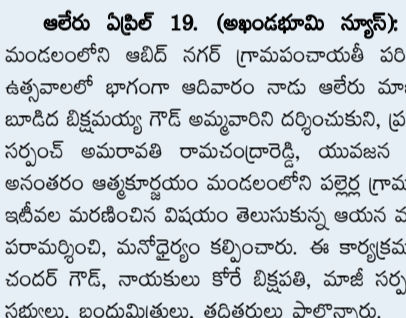 ఆలేరు ఏప్రిల్ 19. (అఖండభూమి న్యూస్):
మండలంలోని ఆబిద్ నగర్ గ్రామపంచాయతీ పరి
ఉత్సవాలలో భాగంగా ఆదివారం నాడు ఆలేరు మా
బూడిద బిక్షమయ్య గౌడ్ అమ్మవారిని దర్శించుకుని, ప్ర
సర్పంచ్ అమరావతి రామచంద్రారెడ్డి, యువజన
అనంతరం ఆత్మకూర్జయం మండలంలోని పల్లెర్ల గ్రామ
ఇటీవల మరణించిన విషయం తెలుసుకున్న ఆయన
పరామర్శించి, మనోధైర్యం కల్పించారు. ఈ కార్యక్రమ
చందర్ గౌడ్, నాయకులు కోరే బిక్షపతి, మాజీ సర్ప
సభ్యులు, బంధుమిత్రులు, తదితరులు పాల్గొన్నారు.